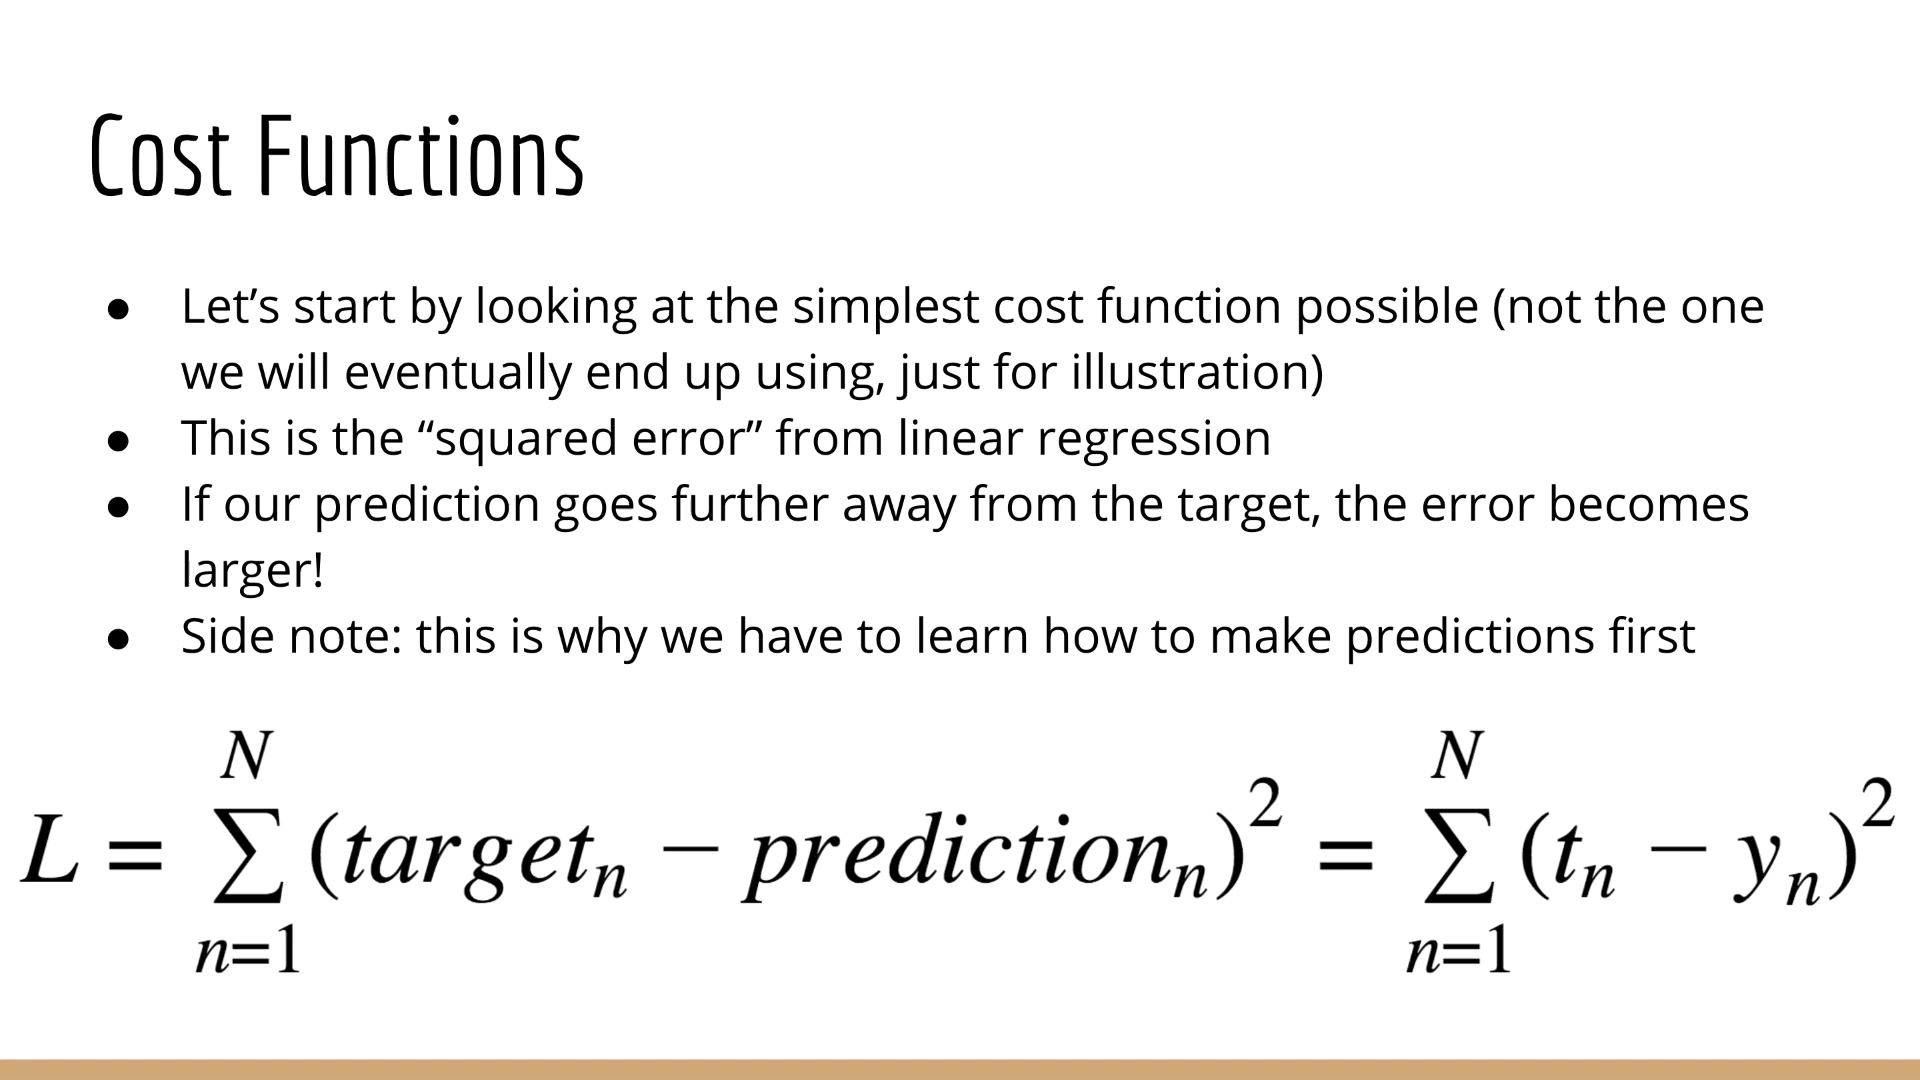 Cost Functions
● Let’s start by looking at the simplest cost function possible (not the one
we will eventually end up using, just for illustration)
● This is the “squared error” from linear regression
● If our prediction goes further away from the target, the error becomes
larger!
● Side note: this is why we have to learn how to make predictions first
L = ∑_{n=1}^{N} (target_n − prediction_n)^2 = ∑_{n=1}^{N} (t_n − y_n)^2